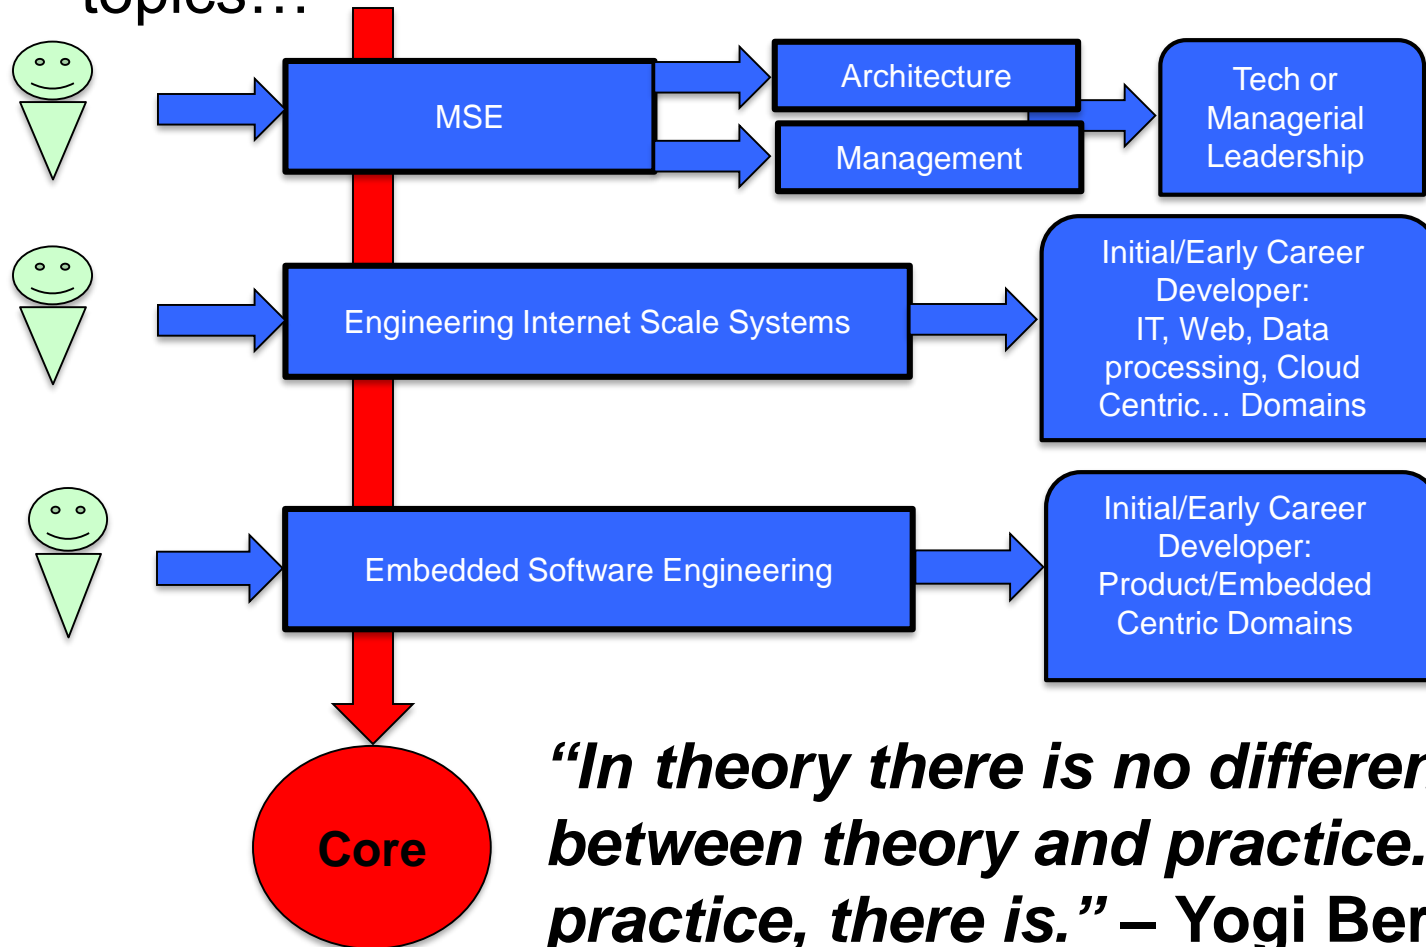 topics…
MSE
Architecture
Management
Tech or
Managerial
Leadership
Engineering Internet Scale Systems
Initial/Early Career
Developer:
IT, Web, Data
processing, Cloud
Centric… Domains
Embedded Software Engineering
Initial/Early Career
Developer:
Product/Embedded
Centric Domains
Core
“In theory there is no differen
between theory and practice.
practice, there is.” – Yogi Ber